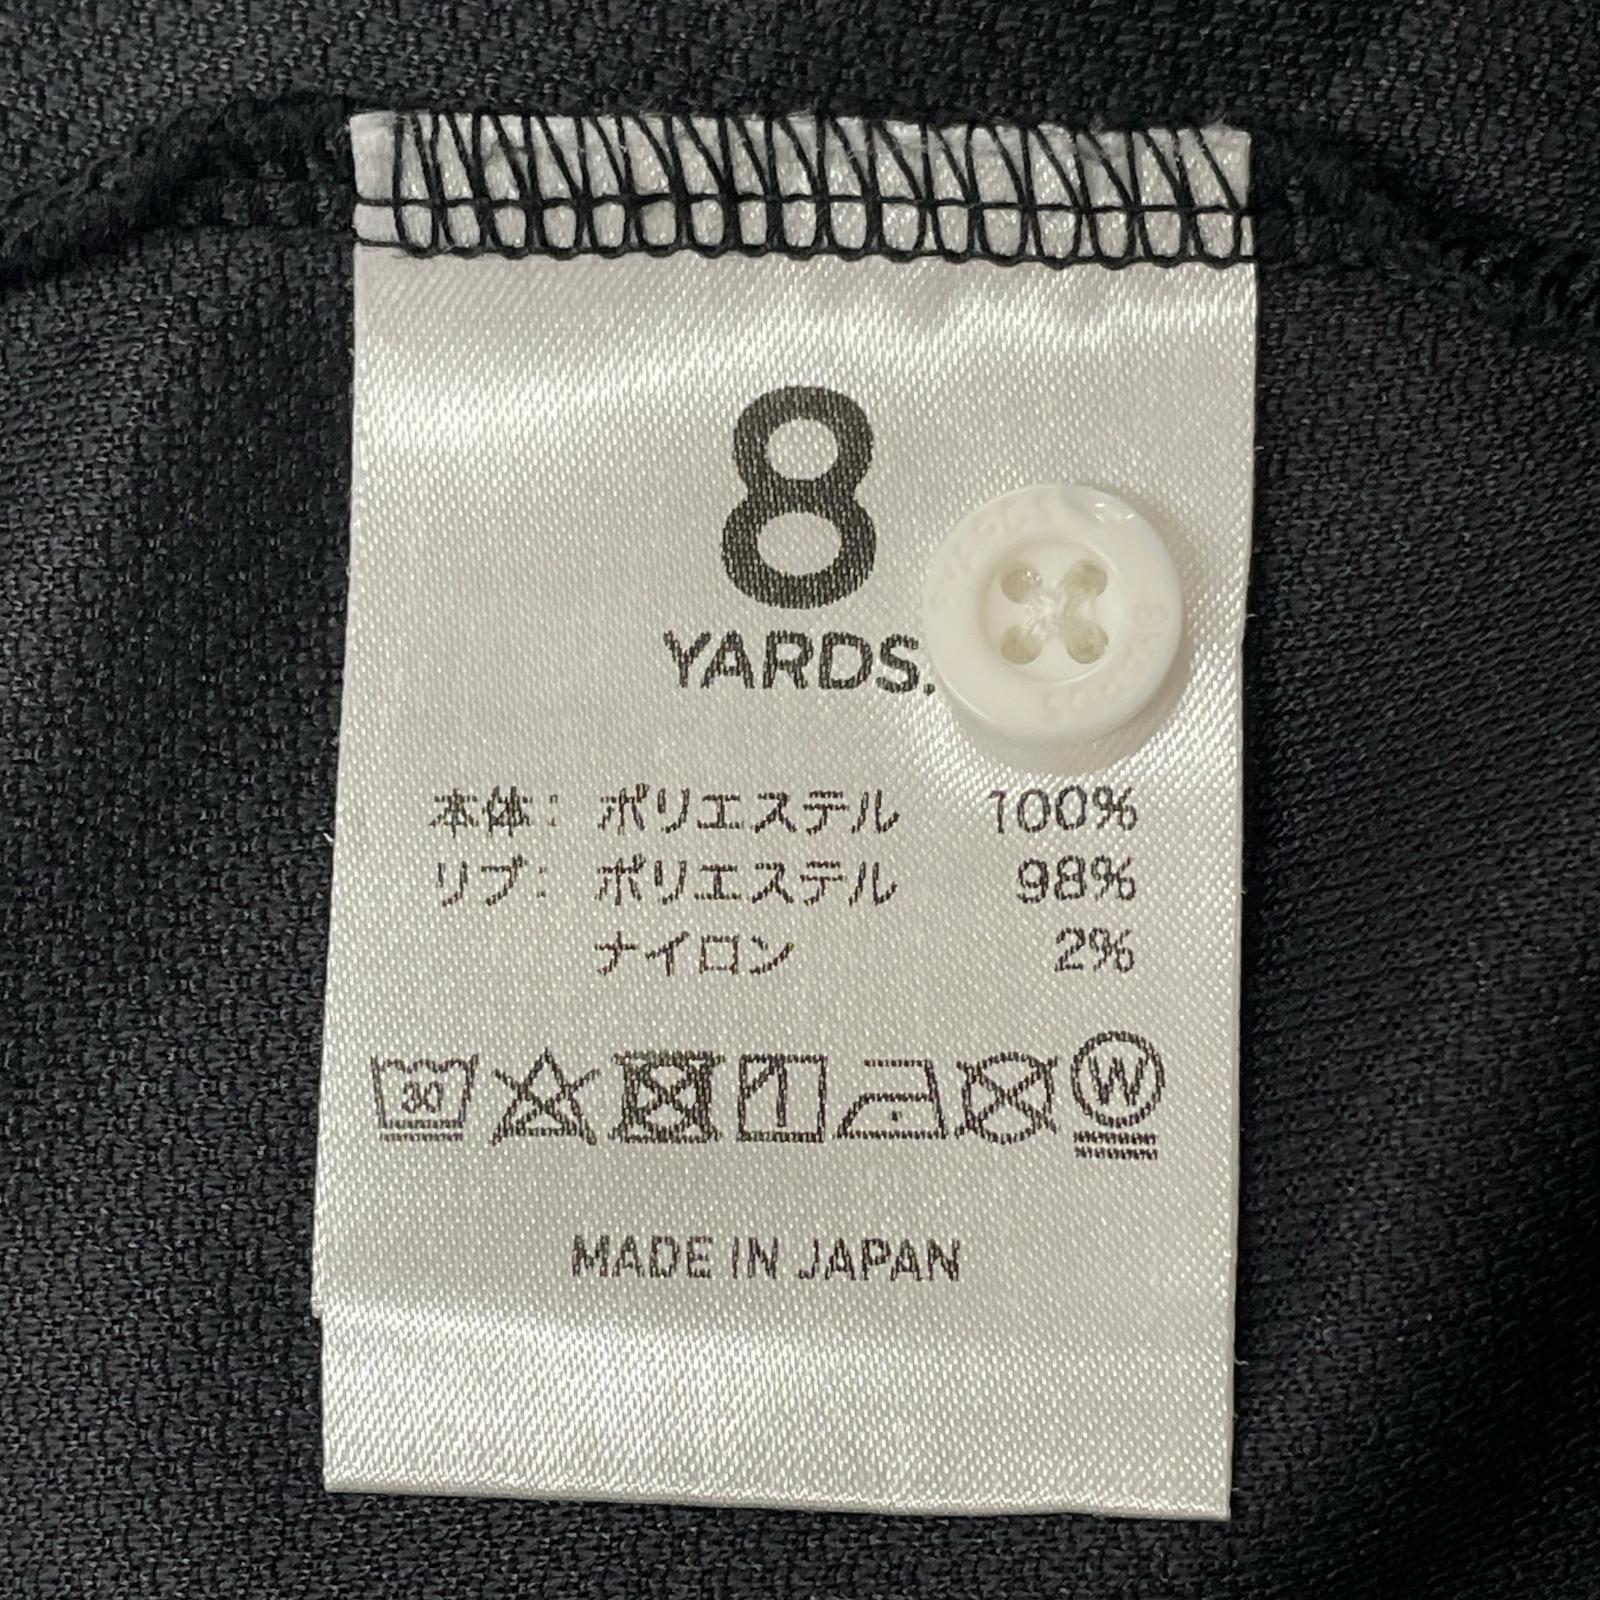 8
YARDS.
本体: ポリエステル 100%
リブ: ポリエステル 98%
ナイロン 2%
30 W
MADE IN JAPAN